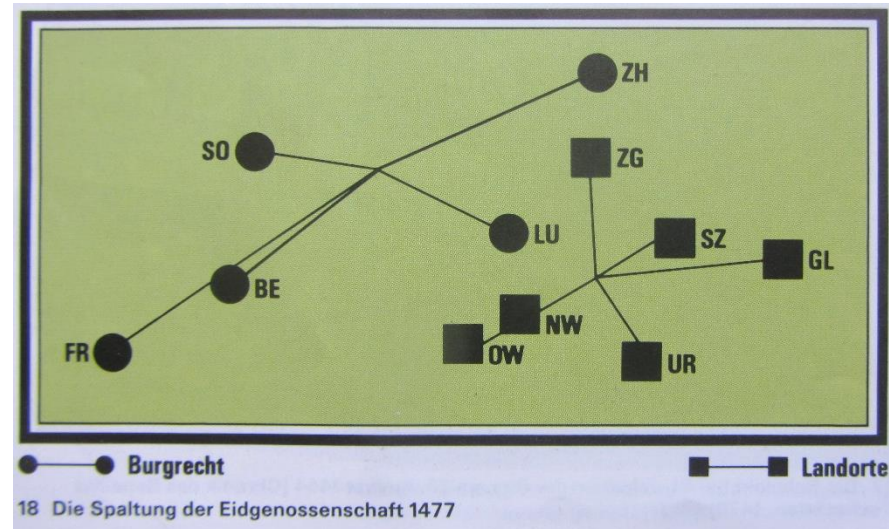 ZH
SO
ZG
LU
SZ
GL
BE
NW
FR
OW
UR
Burgrecht
Landorte
18 Die Spaltung der Eidgenossenschaft 1477